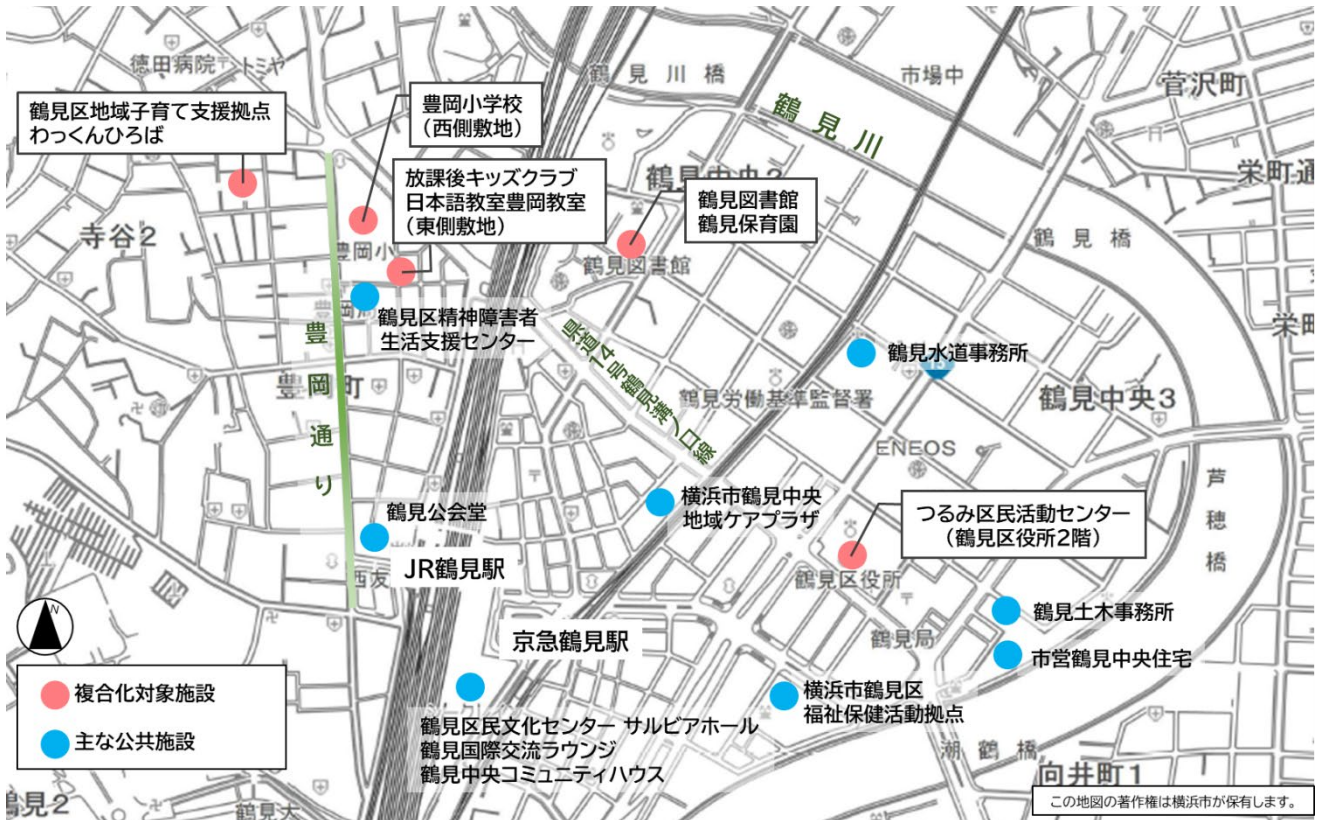 徳田病院
トミヤ
鶴見川橋
市場中
菅沢町
鶴見区地域子育て支援拠点
わっくんひろば
豊岡小学校
（西側敷地）
鶴見川
放課後キッズクラブ
日本語教室豊岡教室
（東側敷地）
鶴見中央2
鶴見図書館
鶴見保育園
栄町通
寺谷2
豊岡小
鶴見図書館
鶴見橋
鶴見区精神障害者
生活支援センター
豊岡通り
県道14号鶴見溝ノ口線
鶴見水道事務所
鶴見労働基準監督署
鶴見中央3
ENEOS
芦穂橋
横浜市鶴見中央
地域ケアプラザ
つるみ区民活動センター
（鶴見区役所2階）
鶴見公会堂
JR鶴見駅
西友
鶴見区役所
鶴見土木事務所
京急鶴見駅
鶴見局
市営鶴見中央住宅
N
複合化対象施設
主な公共施設
横浜市鶴見区
福祉保健活動拠点
鶴見区民文化センター サルビアホール
鶴見国際交流ラウンジ
鶴見中央コミュニティハウス
潮鶴橋
向井町1
鶴見2
この地図の著作権は横浜市が保有します。